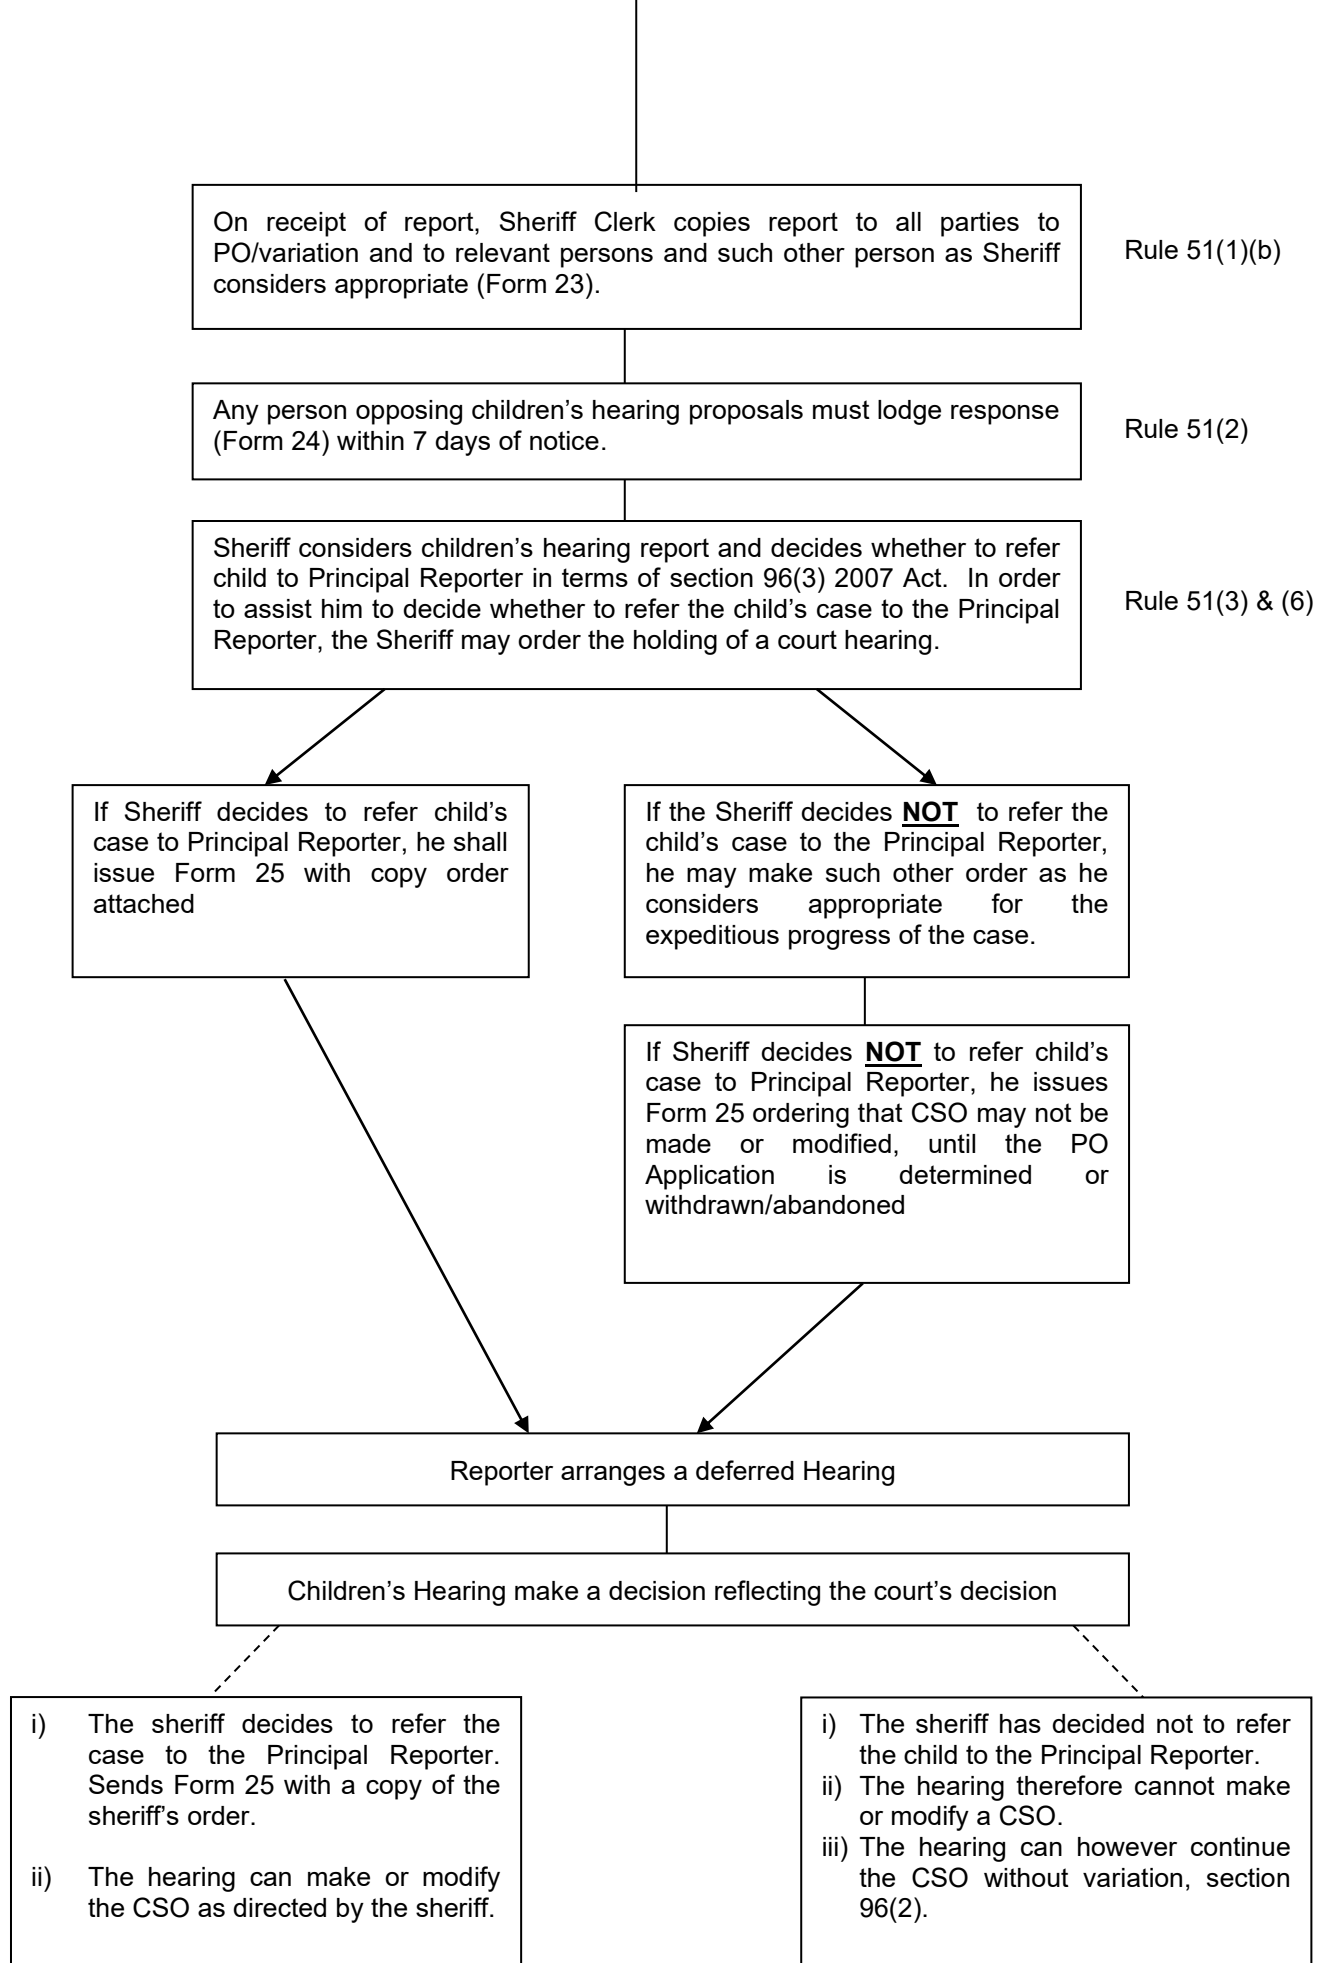 On receipt of report, Sheriff Clerk copies report to all parties to
PO/variation and to relevant persons and such other person as Sheriff
considers appropriate (Form 23).
Rule 51(1)(b)
Any person opposing children’s hearing proposals must lodge response
(Form 24) within 7 days of notice.
Rule 51(2)
Sheriff considers children’s hearing report and decides whether to refer
child to Principal Reporter in terms of section 96(3) 2007 Act. In order
to assist him to decide whether to refer the child’s case to the Principal
Reporter, the Sheriff may order the holding of a court hearing.
Rule 51(3) & (6)
If Sheriff decides to refer child’s
case to Principal Reporter, he shall
issue Form 25 with copy order
attached
If the Sheriff decides NOT to refer the
child’s case to the Principal Reporter,
he may make such other order as he
considers appropriate for the
expeditious progress of the case.
If Sheriff decides NOT to refer child’s
case to Principal Reporter, he issues
Form 25 ordering that CSO may not be
made or modified, until the PO
Application is determined or
withdrawn/abandoned
Reporter arranges a deferred Hearing
Children’s Hearing make a decision reflecting the court’s decision
i) The sheriff decides to refer the
case to the Principal Reporter.
Sends Form 25 with a copy of the
sheriff’s order.
ii) The hearing can make or modify
the CSO as directed by the sheriff.
i) The sheriff has decided not to refer
the child to the Principal Reporter.
ii) The hearing therefore cannot make
or modify a CSO.
iii) The hearing can however continue
the CSO without variation, section
96(2).